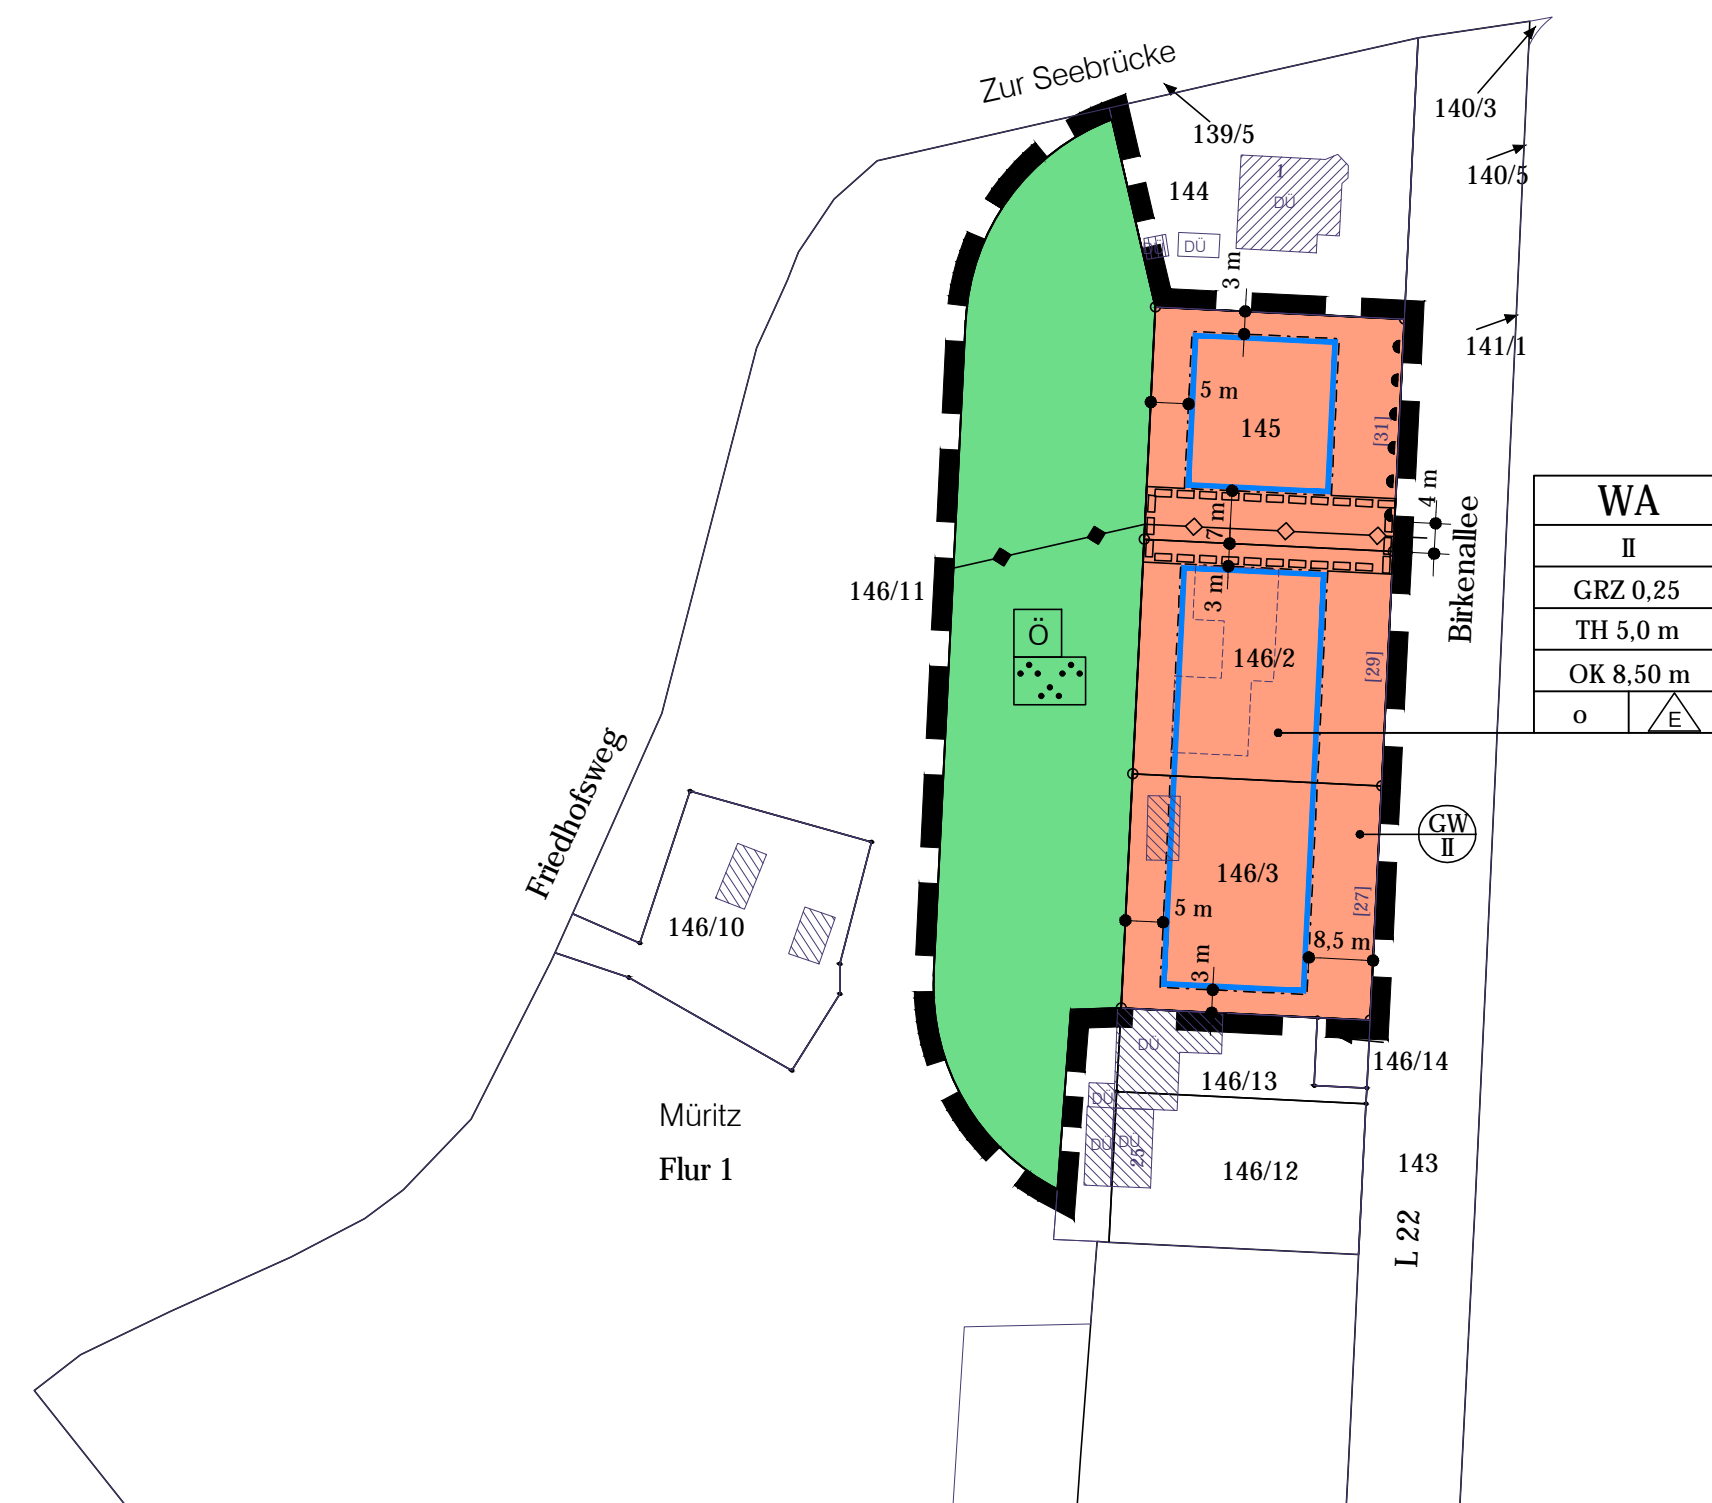 Zur Seebrücke
139/5
140/3
140/5
144
I
DÜ
DÜ
DÜ
3 m
141/1
5 m
145
[31]
4 m
7 m
Birkenallee
WA
II
GRZ 0,25
TH 5,0 m
OK 8,50 m
o
E
146/11
3 m
Ö
146/2
[29]
Friedhofsweg
GW
II
146/3
[27]
146/10
5 m
8,5 m
3 m
DÜ
146/13
146/14
DÜ
DÜ
DÜ
25
Müritz
Flur 1
146/12
143
L 22